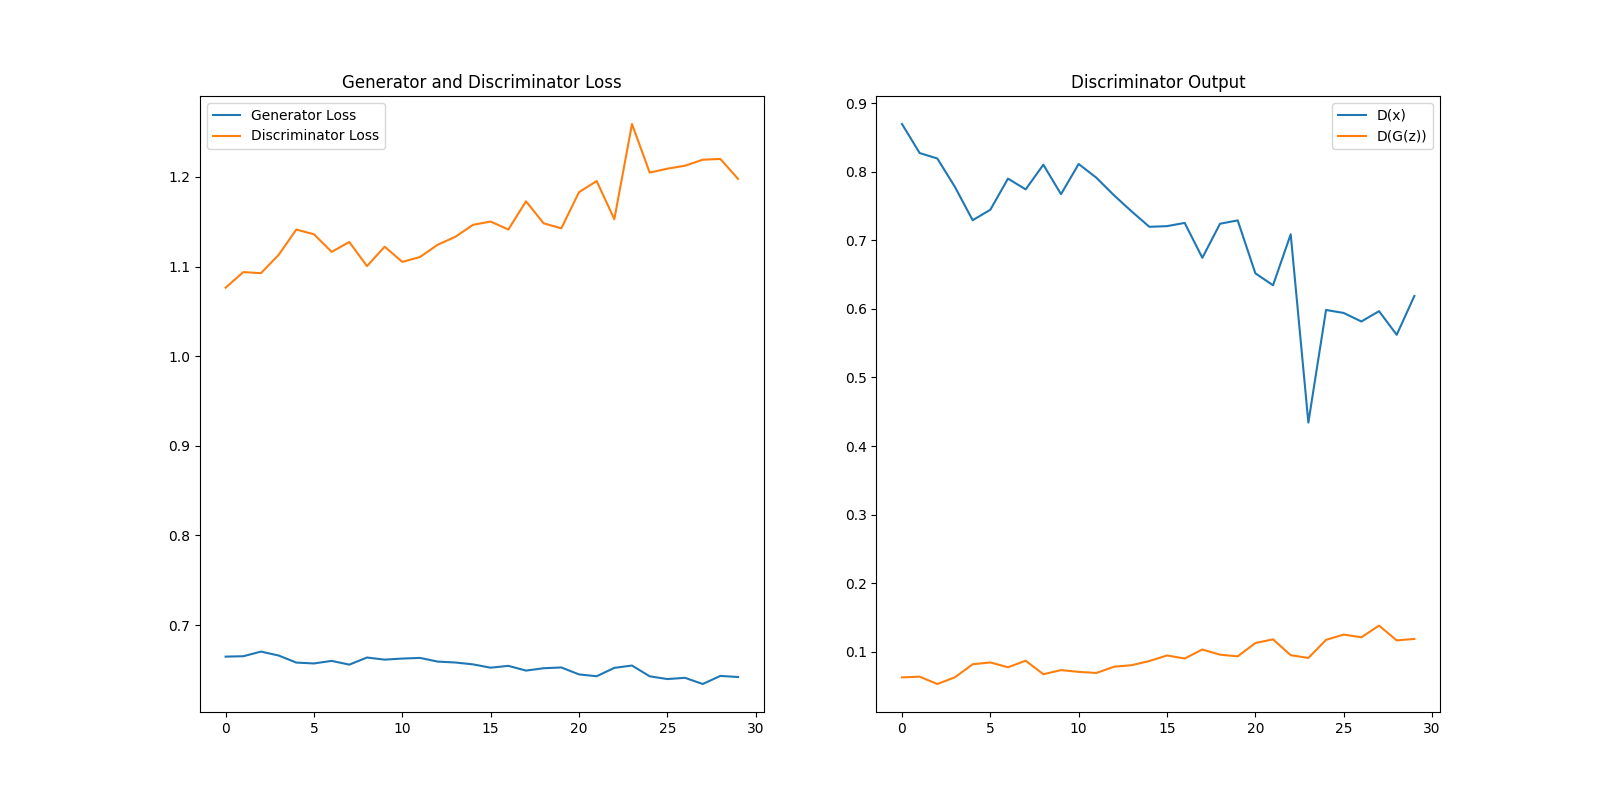 Generator and Discriminator Loss
Generator Loss
Discriminator Loss
1.2
1.1
1.0
0.9
0.8
0.7
0 5 10 15 20 25 30
Discriminator Output
D(x)
D(G(z))
0.9
0.8
0.7
0.6
0.5
0.4
0.3
0.2
0.1
0 5 10 15 20 25 30